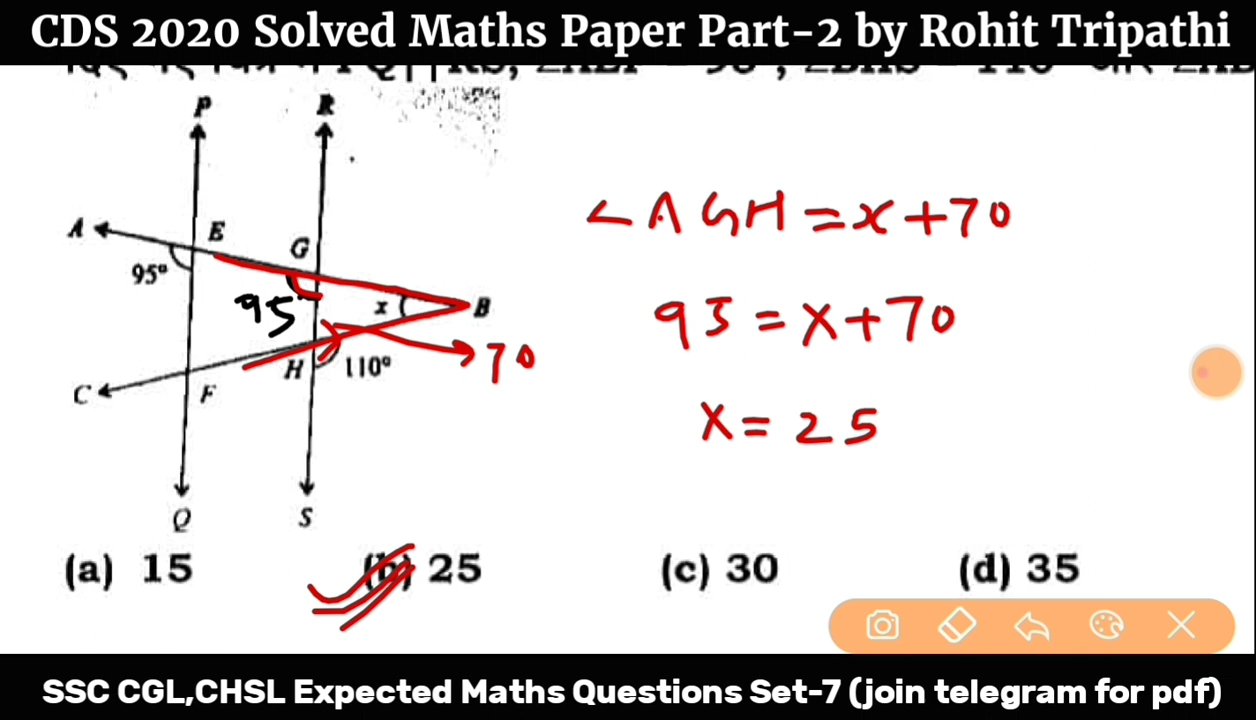 CDS 2020 Solved Maths Paper Part-2 by Rohit Tripathi
P R
A E G
95°
95 x B
H 110° 70
C F
Q S
∠AGH = x + 70
95 = x + 70
x = 25
(a) 15 (b) 25 (c) 30 (d) 35
SSC CGL,CHSL Expected Maths Questions Set-7 (join telegram for pdf)